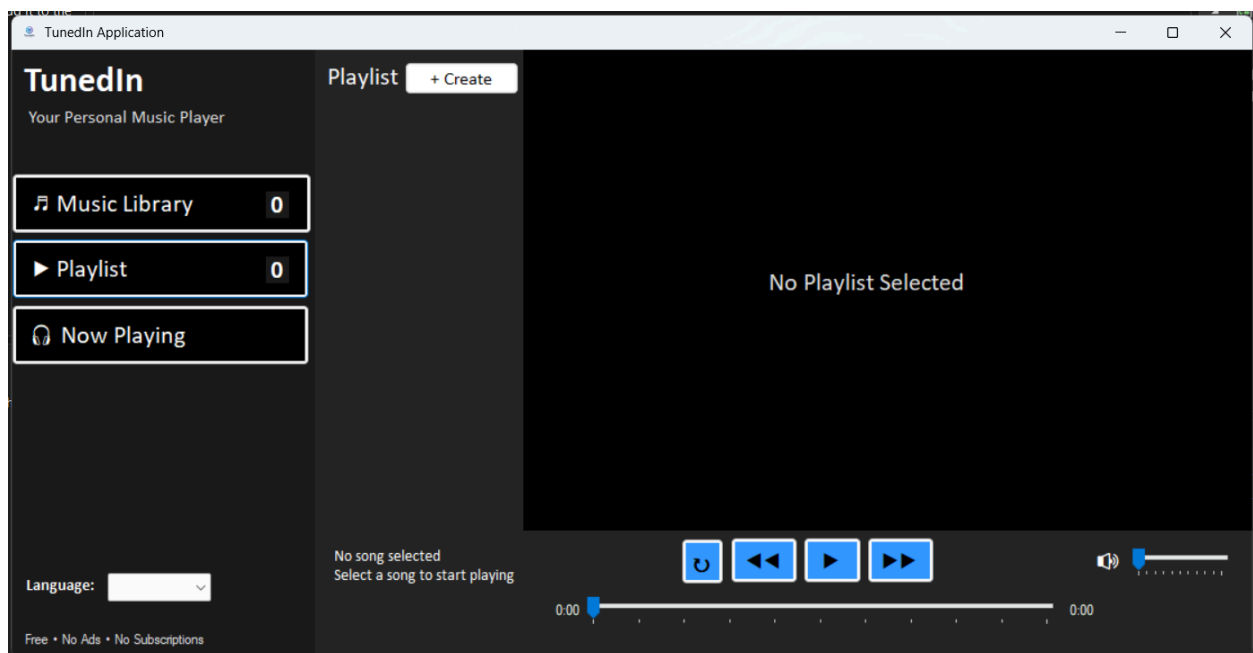 TunedIn Application
TunedIn
Your Personal Music Player
♬ Music Library 0
▶ Playlist 0
🎧 Now Playing
Language:
Free • No Ads • No Subscriptions
Playlist + Create
No Playlist Selected
No song selected
Select a song to start playing
0:00 0:00